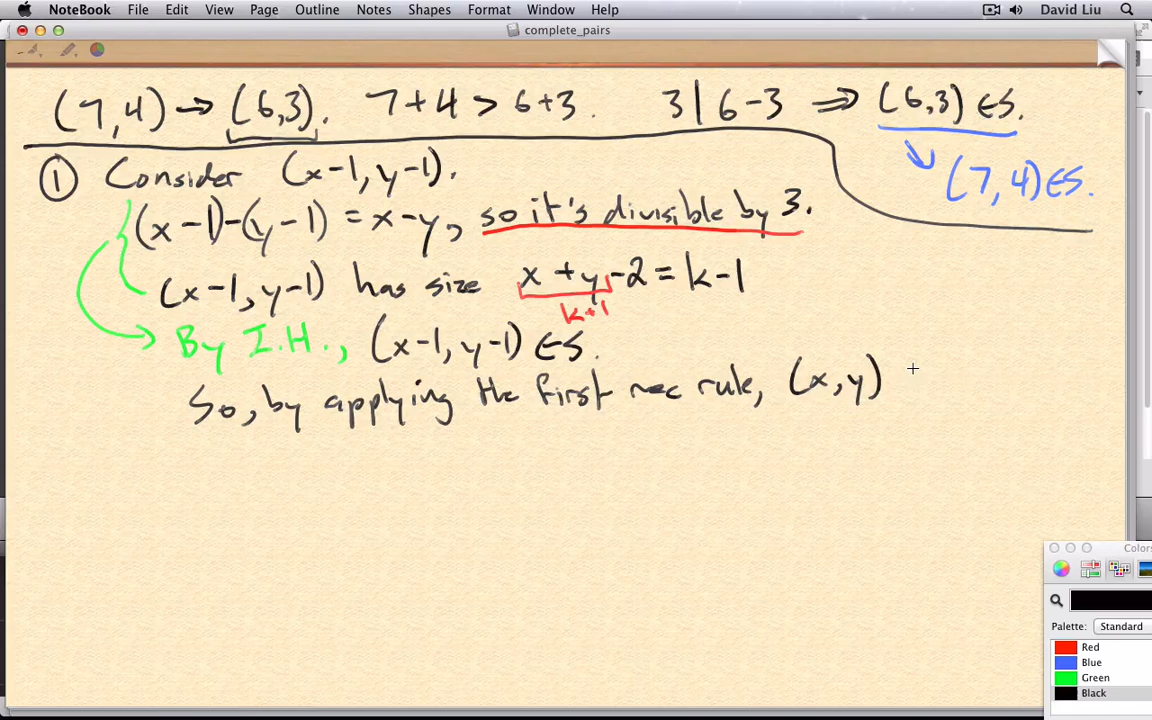 NoteBook File Edit View Page Outline Notes Shapes Format Window Help David Liu
complete_pairs
(7,4) → (6,3). 7+4 > 6+3. 3 | 6-3 ⇒ (6,3) ∈ S.
(7,4) ∈ S.
① Consider (x-1, y-1).
(x-1)-(y-1) = x-y, so it's divisible by 3.
(x-1, y-1) has size x + y - 2 = k-1
k+1
By I.H., (x-1, y-1) ∈ S.
So, by applying the first rec rule, (x,y)
Colors
Palette: Standard
Red
Blue
Green
Black